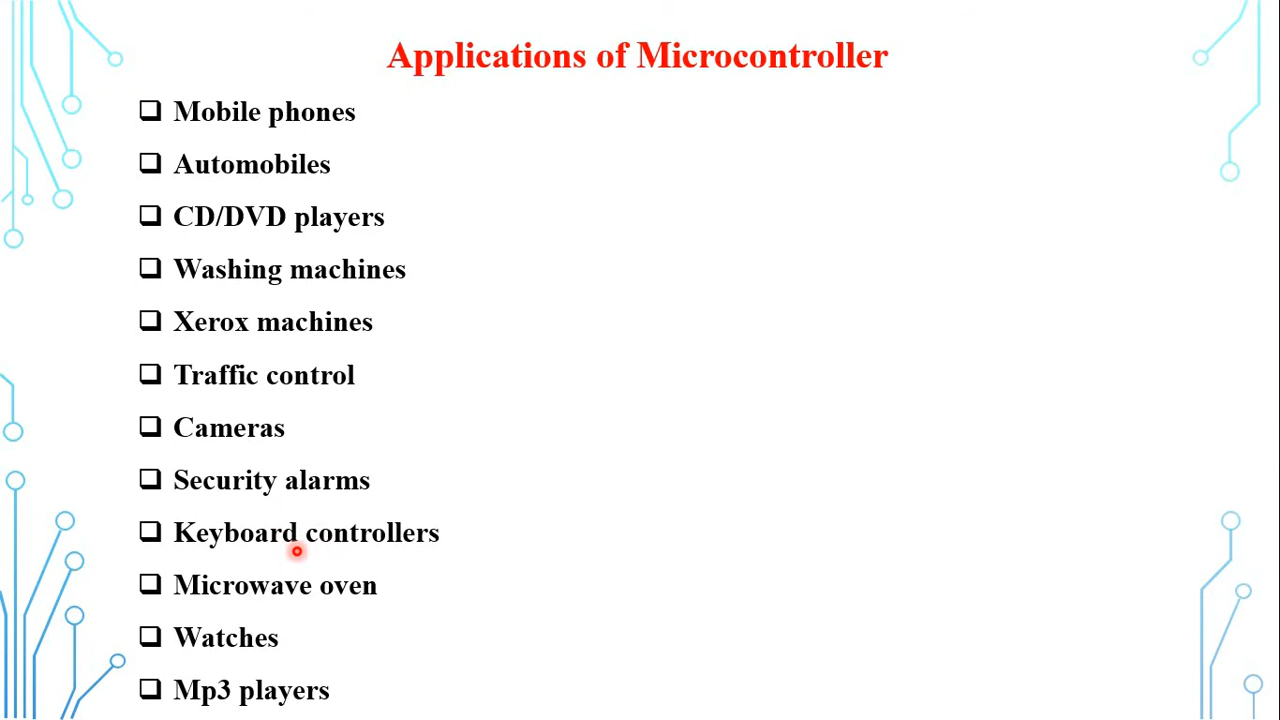 Applications of Microcontroller
❑ Mobile phones
❑ Automobiles
❑ CD/DVD players
❑ Washing machines
❑ Xerox machines
❑ Traffic control
❑ Cameras
❑ Security alarms
❑ Keyboard controllers
❑ Microwave oven
❑ Watches
❑ Mp3 players